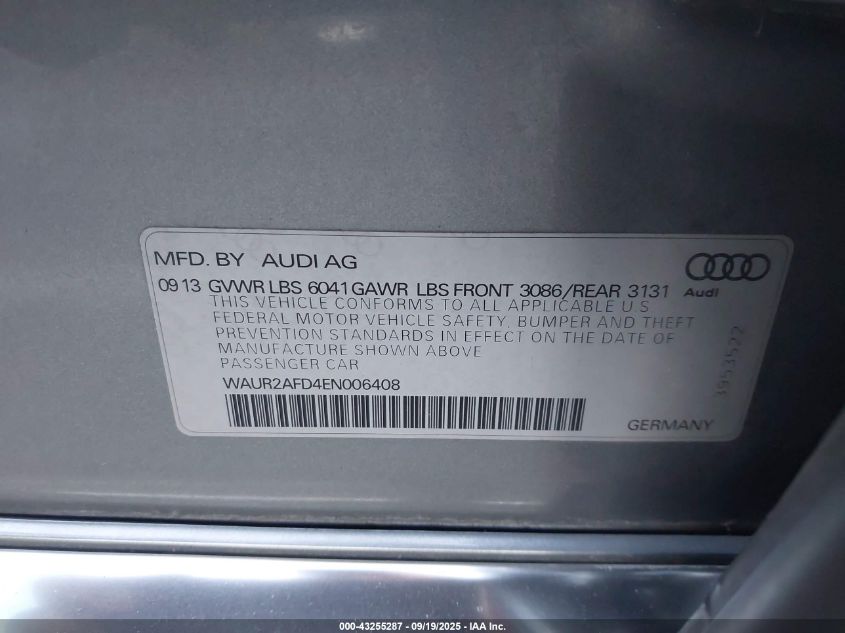 MFD. BY AUDI AG
09 13 GVWR LBS 6041 GAWR LBS FRONT 3086/REAR 3131
Audi
THIS VEHICLE CONFORMS TO ALL APPLICABLE U.S
FEDERAL MOTOR VEHICLE SAFETY, BUMPER AND THEFT
PREVENTION STANDARDS IN EFFECT ON THE DATE OF
MANUFACTURE SHOWN ABOVE
PASSENGER CAR
WAUR2AFD4EN006408
3953522
GERMANY
000-43255287 - 09/19/2025 - IAA Inc.